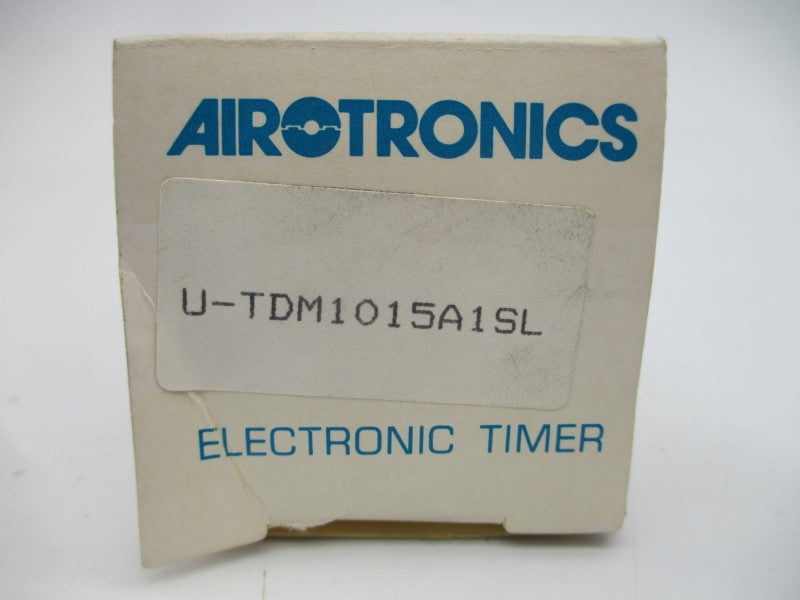 AIROTRONICS
U-TDM1015A1SL
ELECTRONIC TIMER